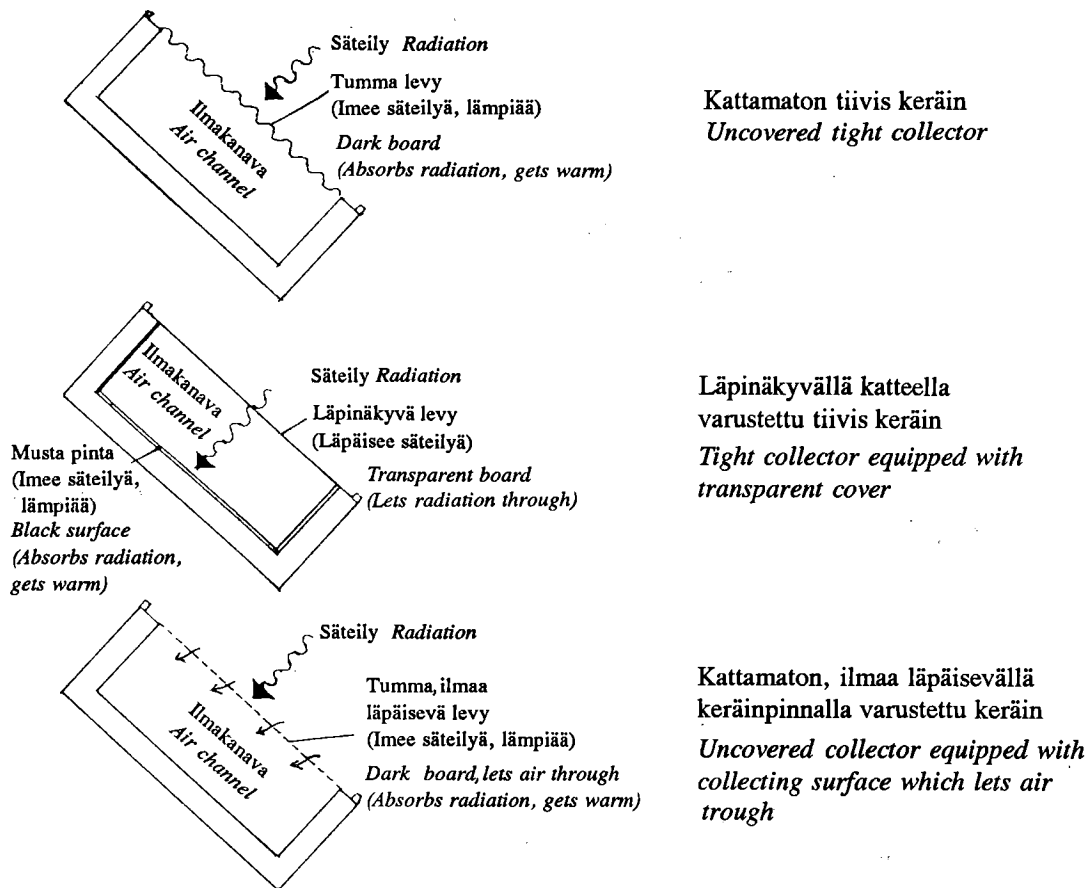 Säteily Radiation
Tumma levy
(Imee säteilyä, lämpiää)
Dark board
(Absorbs radiation, gets warm)
Ilmakanava
Air channel
Kattamaton tiivis keräin
Uncovered tight collector
Ilmakanava
Air channel
Säteily Radiation
Läpinäkyvä levy
(Läpäisee säteilyä)
Transparent board
(Lets radiation through)
Musta pinta
(Imee säteilyä,
lämpiää)
Black surface
(Absorbs radiation,
gets warm)
Läpinäkyvällä katteella
varustettu tiivis keräin
Tight collector equipped with
transparent cover
Säteily Radiation
Tumma, ilmaa
läpäisevä levy
(Imee säteilyä, lämpiää)
Dark board, lets air through
(Absorbs radiation, gets warm)
Ilmakanava
Air channel
Kattamaton, ilmaa läpäisevällä
keräinpinnalla varustettu keräin
Uncovered collector equipped with
collecting surface which lets air
trough